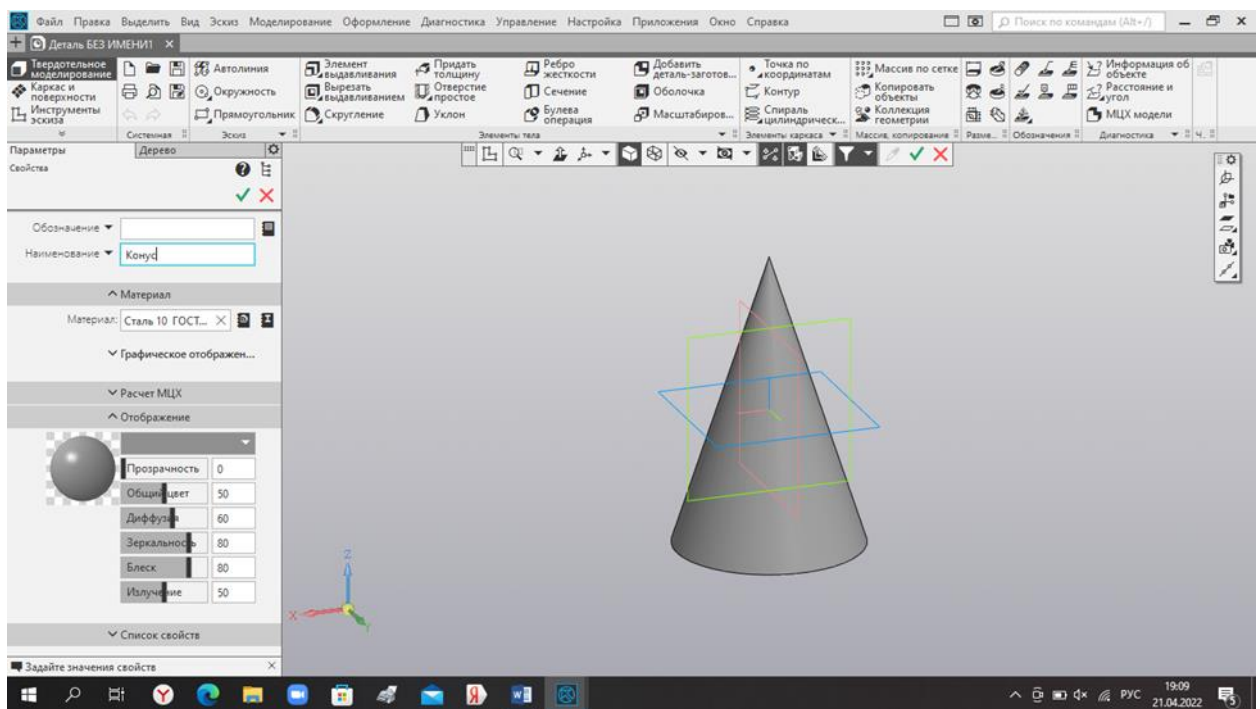 Файл Правка Выделить Вид Эскиз Моделирование Оформление Диагностика Управление Настройка Приложения Окно Справка
Поиск по командам (Alt+/)
Деталь БЕЗ ИМЕНИ1
Твердотельное моделирование
Каркас и поверхности
Инструменты эскиза
Системная
Автолиния
Окружность
Прямоугольник
Эскиз
Элемент выдавливания
Вырезать выдавливанием
Скругление
Придать толщину
Отверстие простое
Уклон
Ребро жесткости
Сечение
Булева операция
Добавить деталь-заготов...
Оболочка
Масштабиров...
Элементы тела
Точка по координатам
Контур
Спираль цилиндрическ...
Элементы каркаса
Массив по сетке
Копировать объекты
Коллекция геометрии
Массив, копирование
Разме...
Обозначения
Информация об объекте
Расстояние и угол
МЦХ модели
Диагностика
Ч...
Параметры
Дерево
Свойства
Обозначение
Наименование
Конус
Материал
Материал: Сталь 10 ГОСТ...
Графическое отображен...
Расчет МЦХ
Отображение
Прозрачность 0
Общий цвет 50
Диффузия 60
Зеркальность 80
Блеск 80
Излучение 50
Список свойств
Задайте значения свойств
Z
X
Y
РУС
19:09
21.04.2022
5